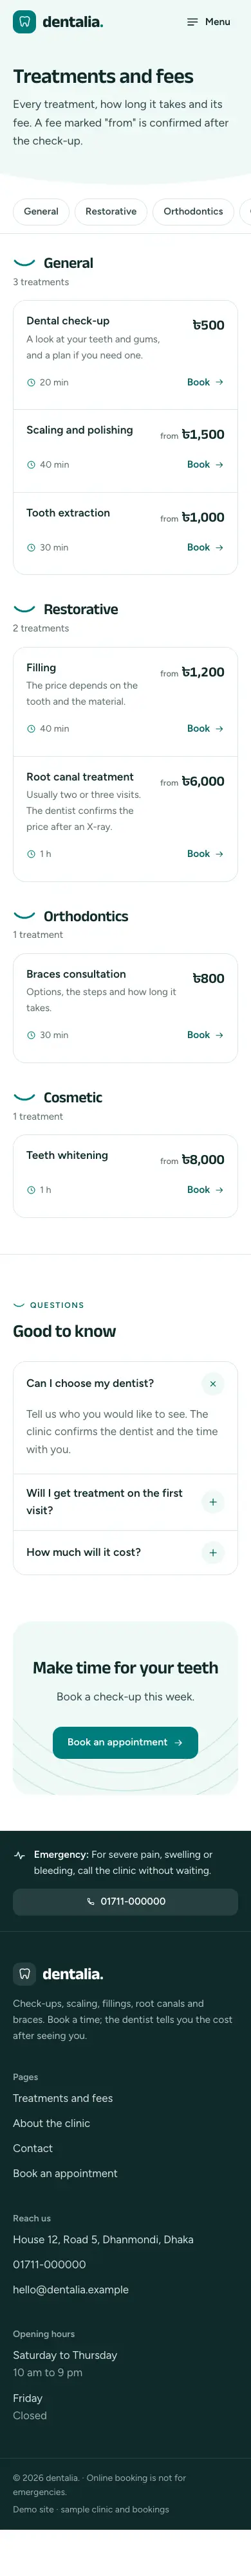 dentalia.
Menu
Treatments and fees
Every treatment, how long it takes and its
fee. A fee marked "from" is confirmed after
the check-up.
General
Restorative
Orthodontics
General
3 treatments
Dental check-up
৳500
A look at your teeth and gums,
and a plan if you need one.
20 min
Book →
Scaling and polishing
from ৳1,500
40 min
Book →
Tooth extraction
from ৳1,000
30 min
Book →
Restorative
2 treatments
Filling
from ৳1,200
The price depends on the
tooth and the material.
40 min
Book →
Root canal treatment
from ৳6,000
Usually two or three visits.
The dentist confirms the
price after an X-ray.
1 h
Book →
Orthodontics
1 treatment
Braces consultation
৳800
Options, the steps and how long it
takes.
30 min
Book →
Cosmetic
1 treatment
Teeth whitening
from ৳8,000
1 h
Book →
QUESTIONS
Good to know
Can I choose my dentist?
Tell us who you would like to see. The
clinic confirms the dentist and the time
with you.
Will I get treatment on the first
visit?
How much will it cost?
Make time for your teeth
Book a check-up this week.
Book an appointment →
Emergency: For severe pain, swelling or
bleeding, call the clinic without waiting.
01711-000000
dentalia.
Check-ups, scaling, fillings, root canals and
braces. Book a time; the dentist tells you the cost
after seeing you.
Pages
Treatments and fees
About the clinic
Contact
Book an appointment
Reach us
House 12, Road 5, Dhanmondi, Dhaka
01711-000000
hello@dentalia.example
Opening hours
Saturday to Thursday
10 am to 9 pm
Friday
Closed
© 2026 dentalia. · Online booking is not for
emergencies.
Demo site · sample clinic and bookings